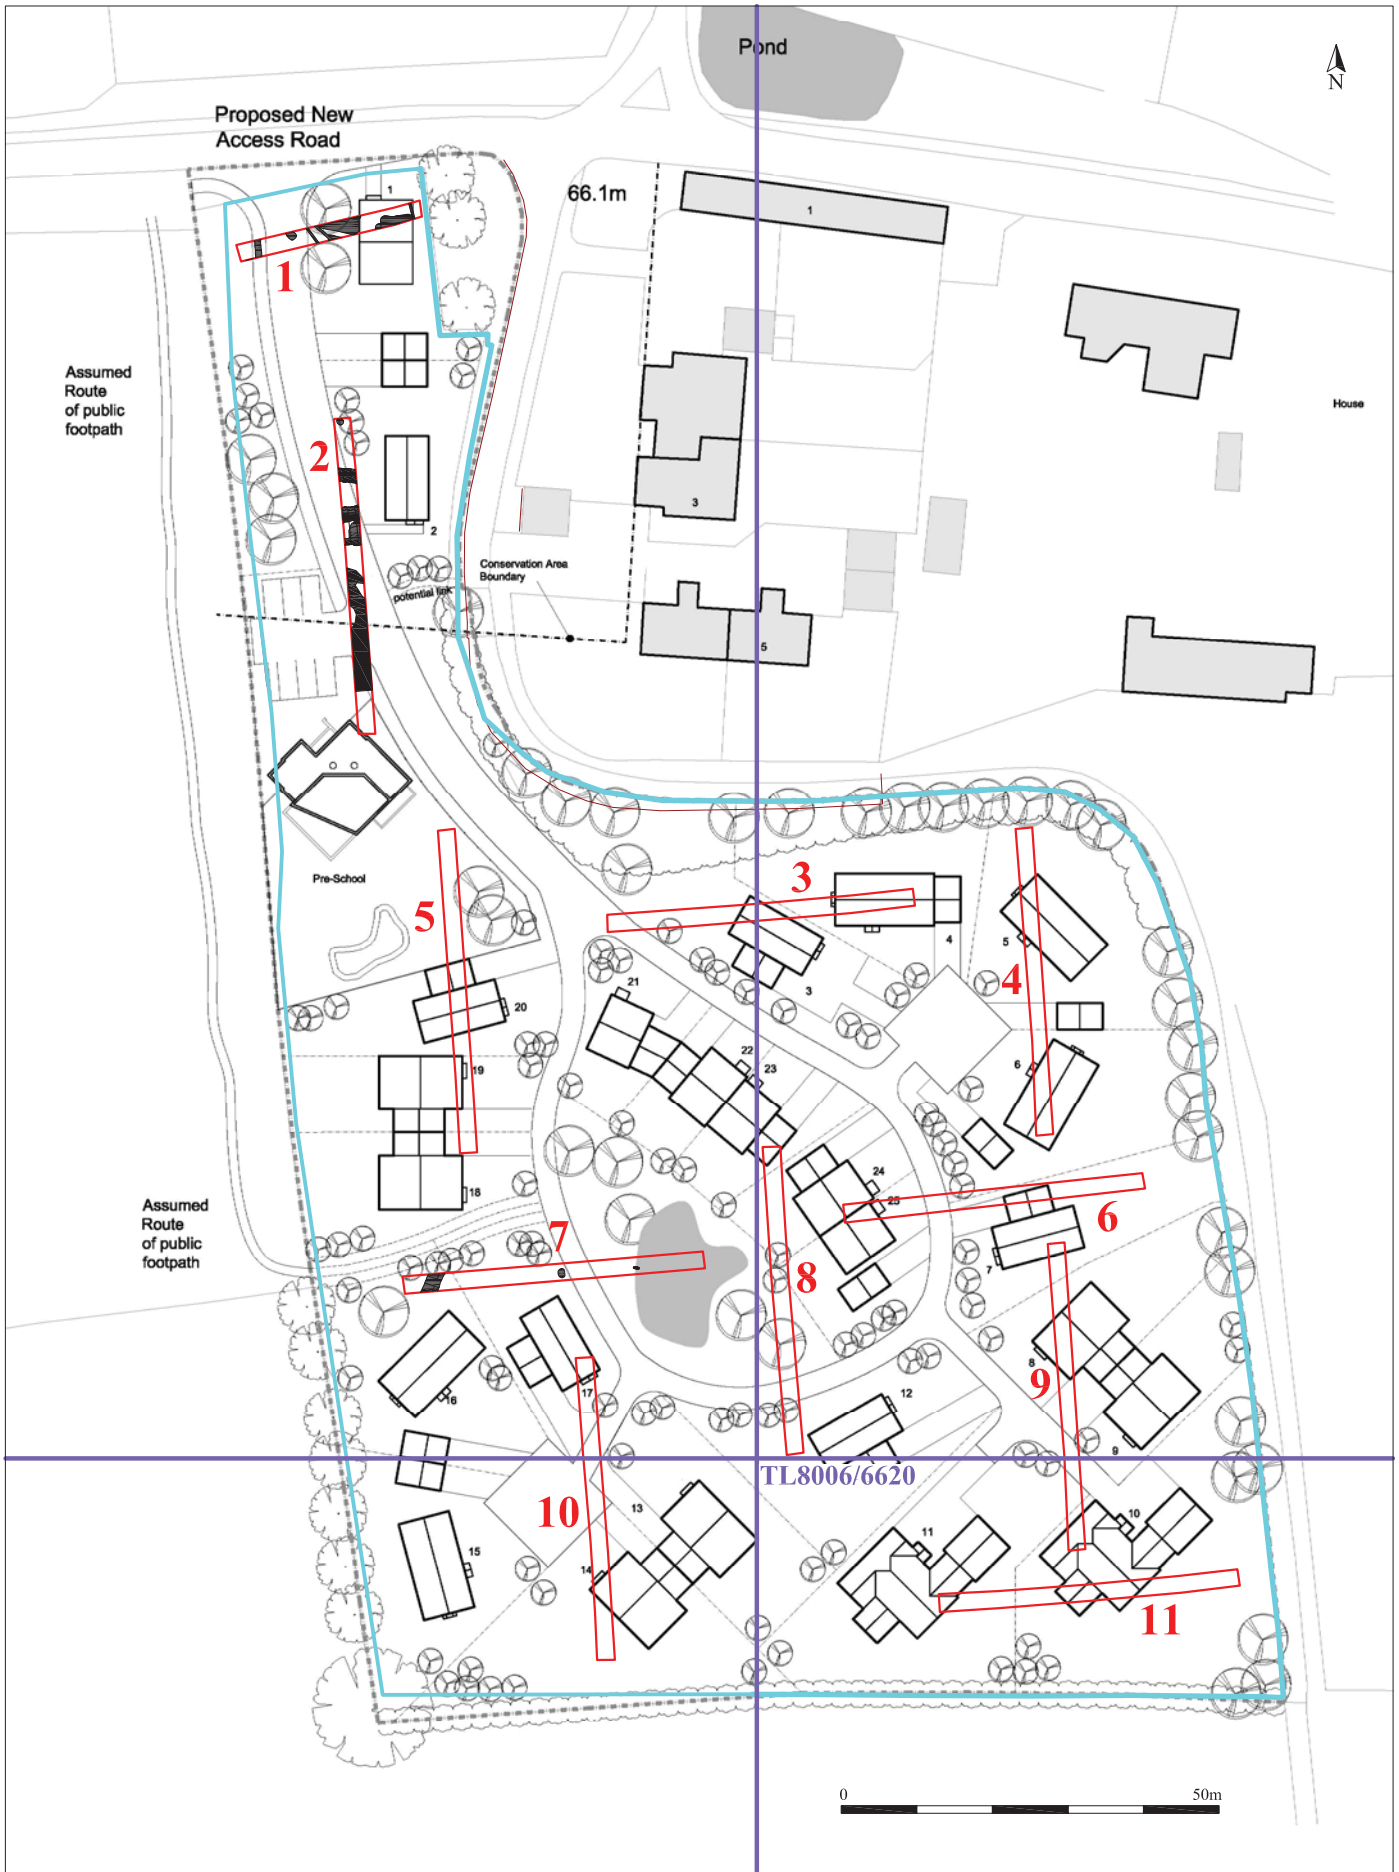 Pond
N
Proposed New
Access Road
66.1m
1
1
1
Assumed
Route
of public
footpath
House
2
3
2
Conservation Area
Boundary
potential link
5
Pre-School
3
5
4
5
4
3
20
21
22
23
19
6
24
25
18
6
Assumed
Route
of public
footpath
7
7
8
8
9
17
16
12
9
TL8006/6620
10
13
10
11
15
14
11
0
50m